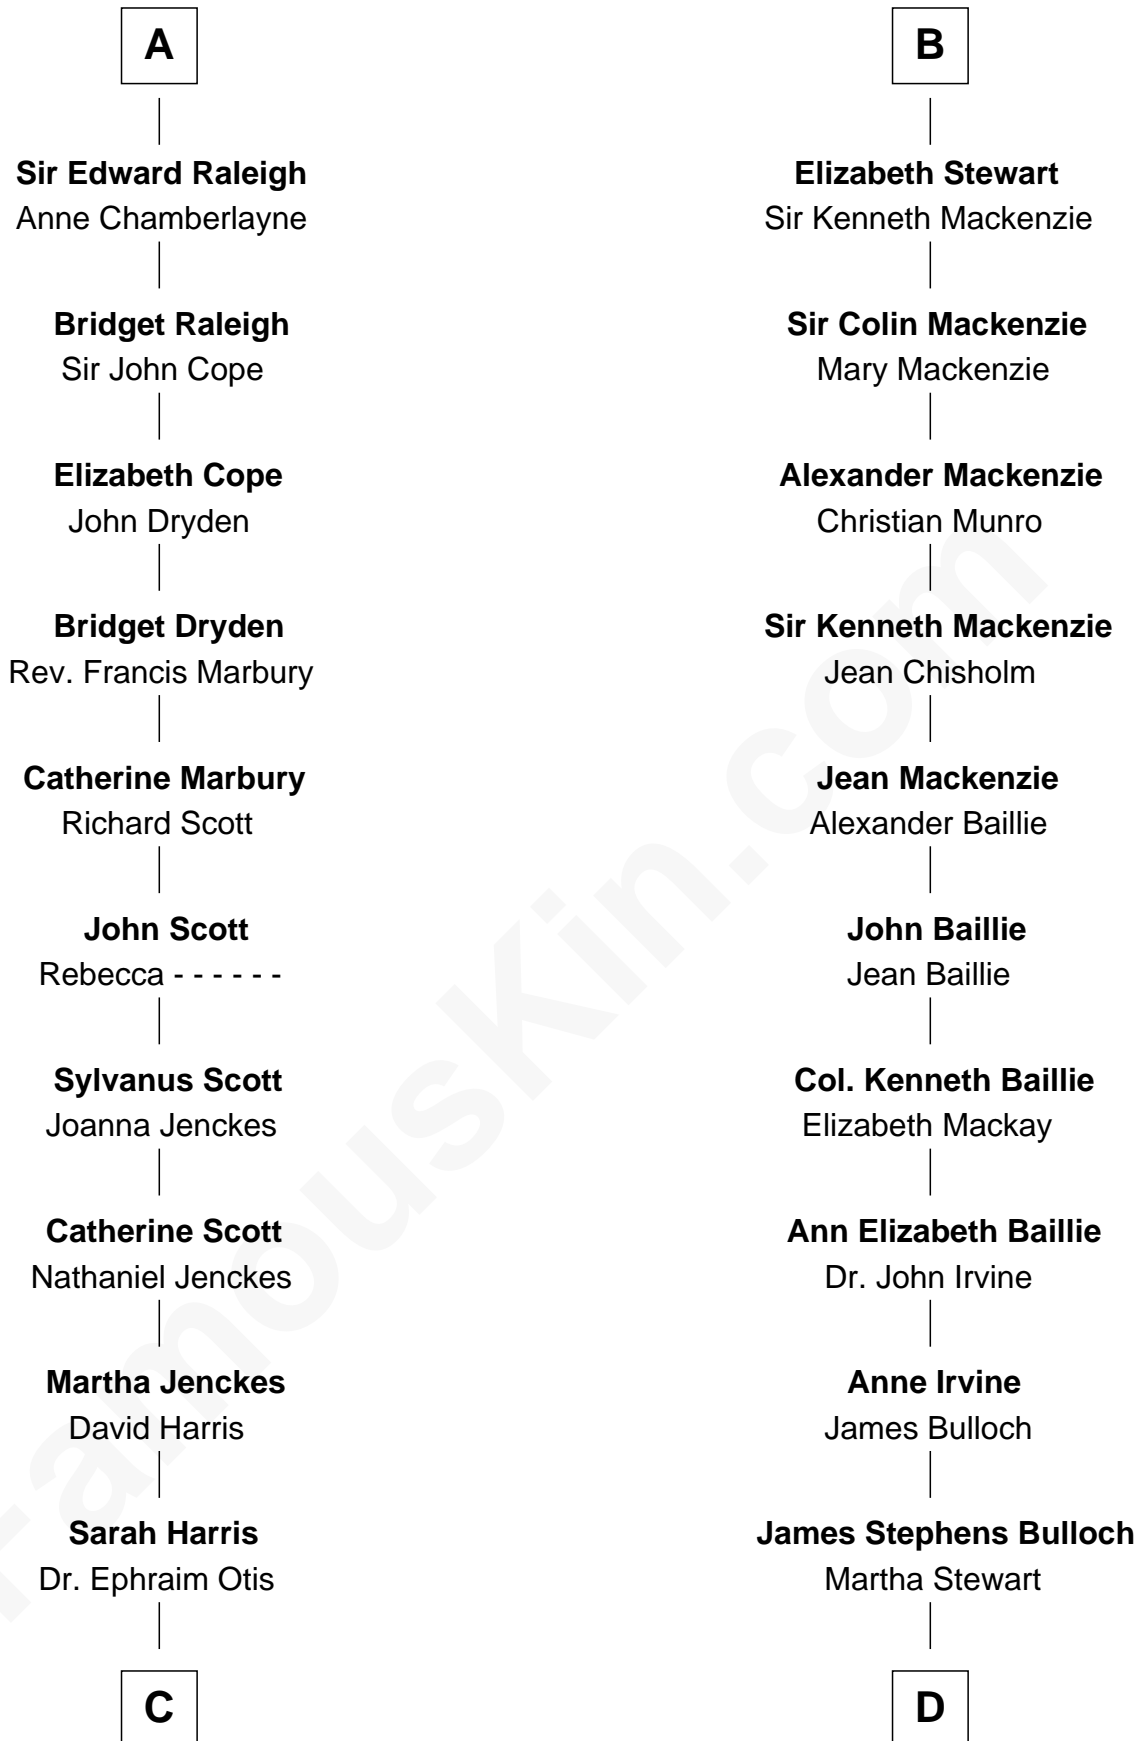 A
Sir Edward Raleigh
Anne Chamberlayne
Bridget Raleigh
Sir John Cope
Elizabeth Cope
John Dryden
Bridget Dryden
Rev. Francis Marbury
Catherine Marbury
Richard Scott
John Scott
Rebecca - - - - - -
Sylvanus Scott
Joanna Jenckes
Catherine Scott
Nathaniel Jenckes
Martha Jenckes
David Harris
Sarah Harris
Dr. Ephraim Otis
C
B
Elizabeth Stewart
Sir Kenneth Mackenzie
Sir Colin Mackenzie
Mary Mackenzie
Alexander Mackenzie
Christian Munro
Sir Kenneth Mackenzie
Jean Chisholm
Jean Mackenzie
Alexander Baillie
John Baillie
Jean Baillie
Col. Kenneth Baillie
Elizabeth Mackay
Ann Elizabeth Baillie
Dr. John Irvine
Anne Irvine
James Bulloch
James Stephens Bulloch
Martha Stewart
D
FamousKin.com